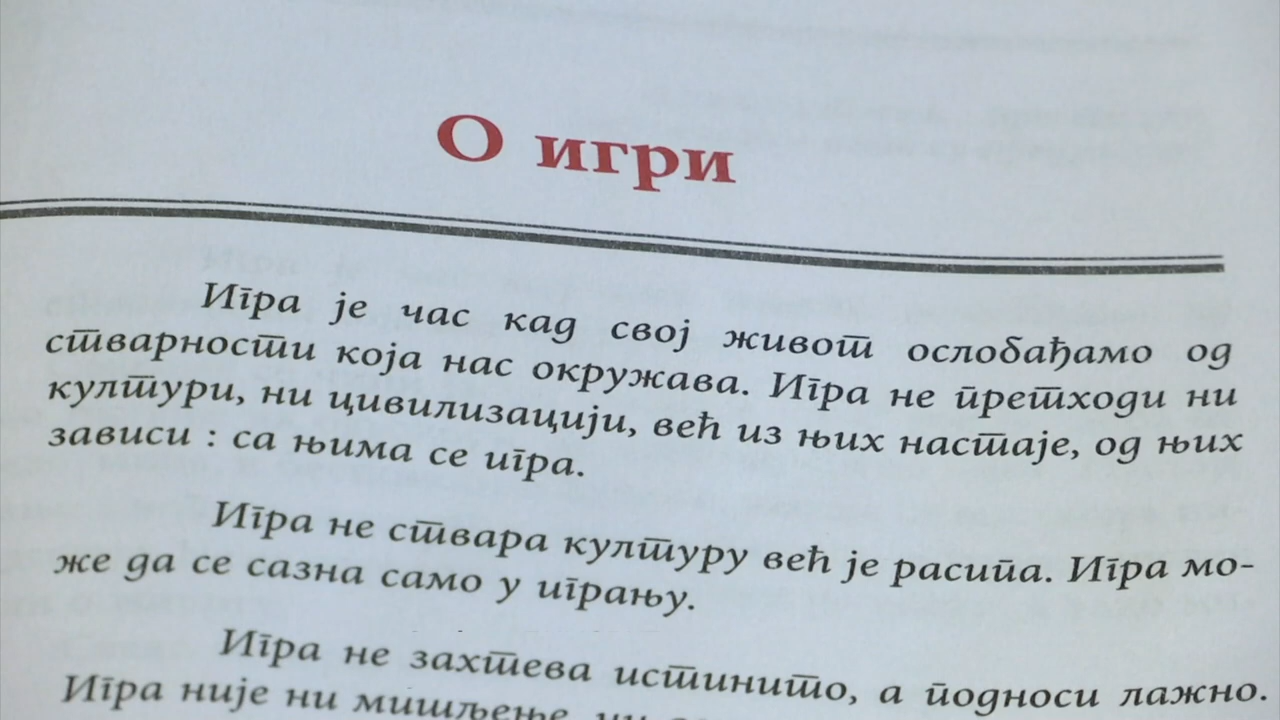 О игри
Игра је час кад свој живот ослобађамо од
стварности која нас окружава. Игра не претходи ни
култури, ни цивилизацији, већ из њих настаје, од њих
зависи : са њима се игра.
Игра не ствара културу већ је расипа. Игра мо-
же да се сазна само у игрању.
Игра не захтева истинито, а подноси лажно.
Игра није ни мишљење, ни